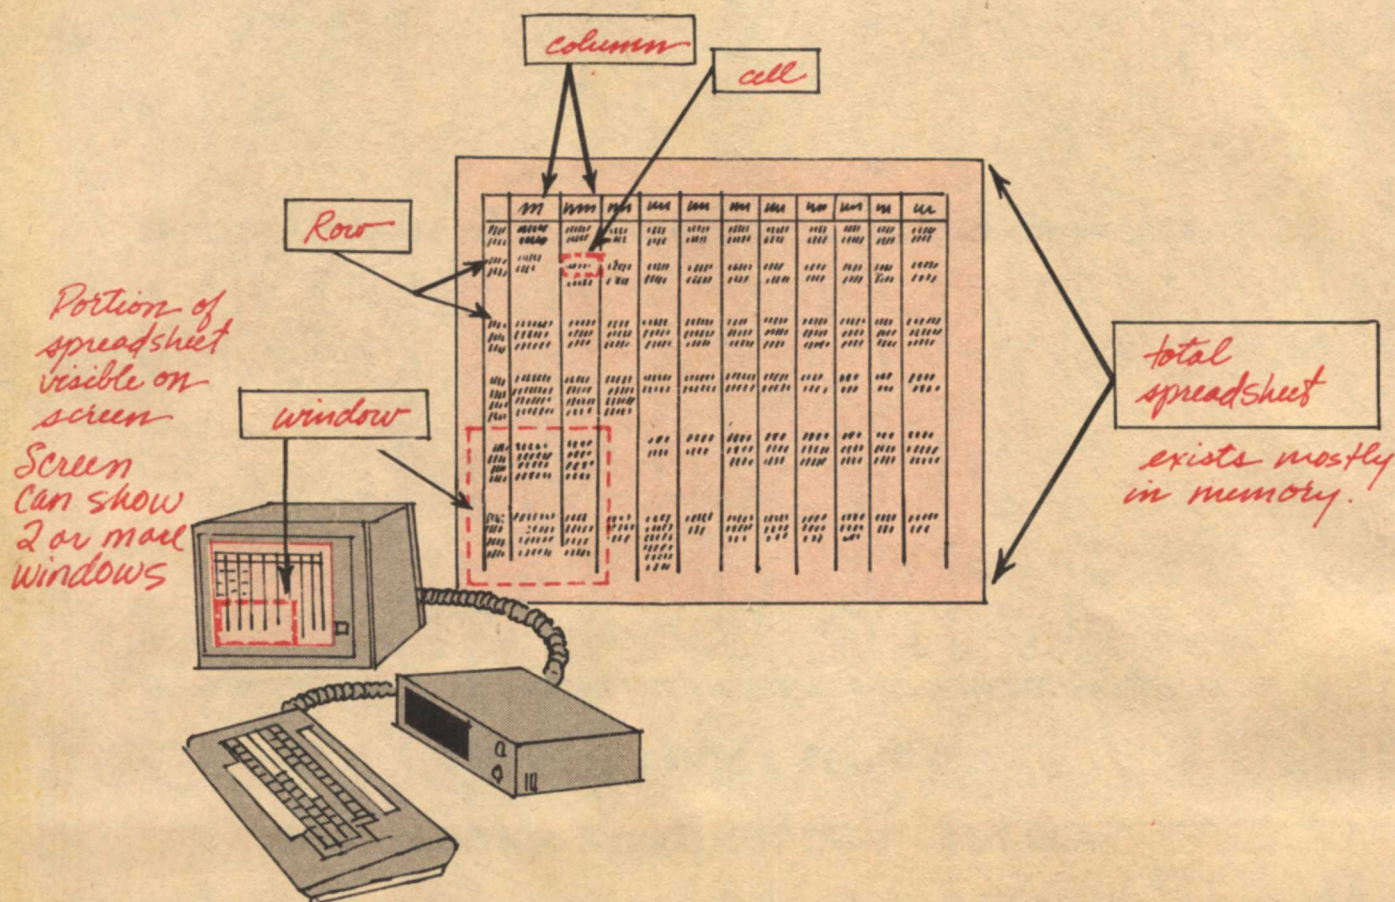 column
cell
Row
Portion of
spreadsheet
visible on
screen
window
Screen
Can show
2 or more
windows
total
spreadsheet
exists mostly
in memory.